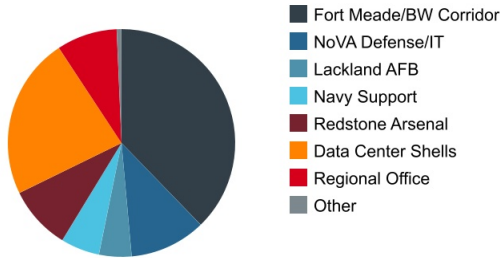 Fort Meade/BW Corridor
NoVA Defense/IT
Lackland AFB
Navy Support
Redstone Arsenal
Data Center Shells
Regional Office
Other